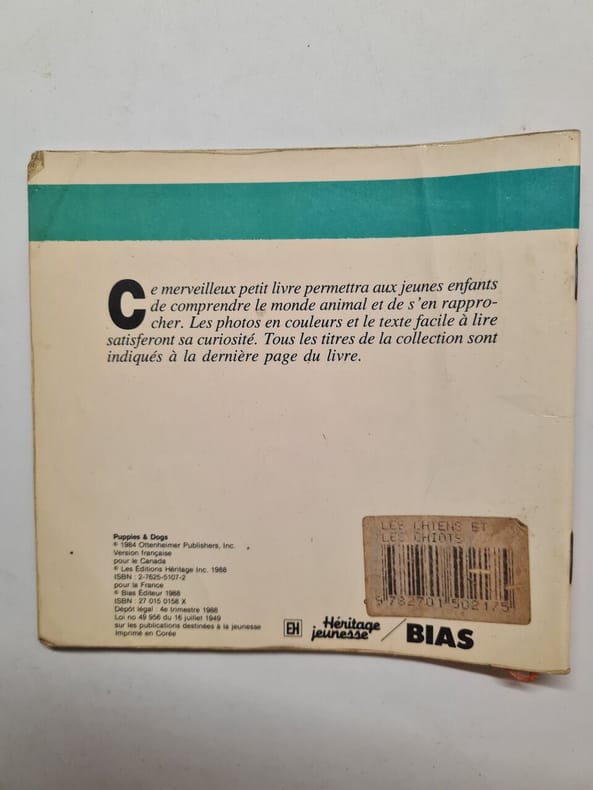 Ce merveilleux petit livre permettra aux jeunes enfants
de comprendre le monde animal et de s'en rappro-
cher. Les photos en couleurs et le texte facile à lire
satisferont sa curiosité. Tous les titres de la collection sont
indiqués à la dernière page du livre.
Puppies & Dogs
© 1984 Ottenheimer Publishers, Inc.
Version française
pour le Canada
© Les Éditions Héritage Inc. 1988
ISBN : 2-7625-5107-2
pour la France
© Bias Éditeur 1988
ISBN : 27 015 0156 X
Dépôt légal : 4e trimestre 1988
Loi no 49 956 du 16 juillet 1949
sur les publications destinées à la jeunesse
Imprimé en Corée
EH
Héritage
jeunesse
BIAS
LES CHIENS ET
LES CHIOTS
9 782701 502175